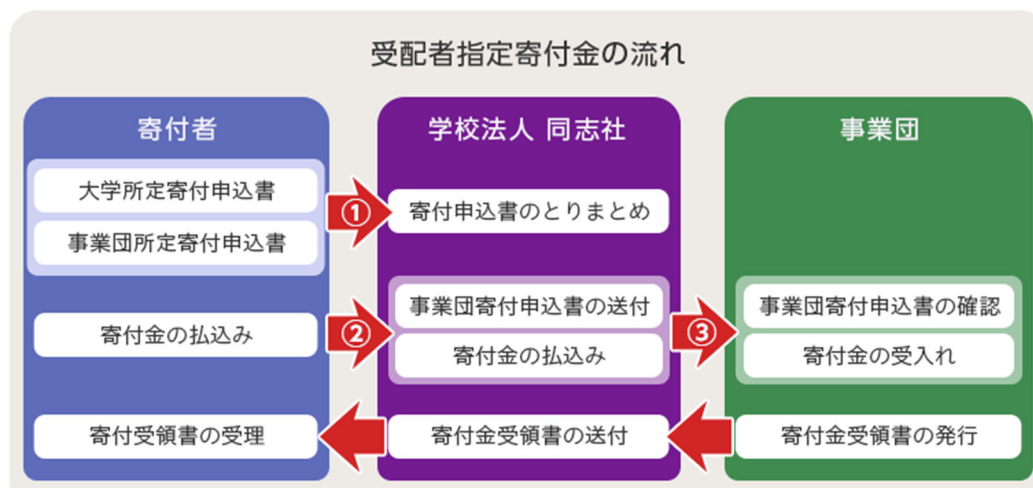 受配者指定寄付金の流れ
寄付者
学校法人 同志社
事業団
大学所定寄付申込書
事業団所定寄付申込書
①
寄付申込書のとりまとめ
寄付金の払込み
②
事業団寄付申込書の送付
寄付金の払込み
③
事業団寄付申込書の確認
寄付金の受入れ
寄付受領書の受理
寄付金受領書の送付
寄付金受領書の発行